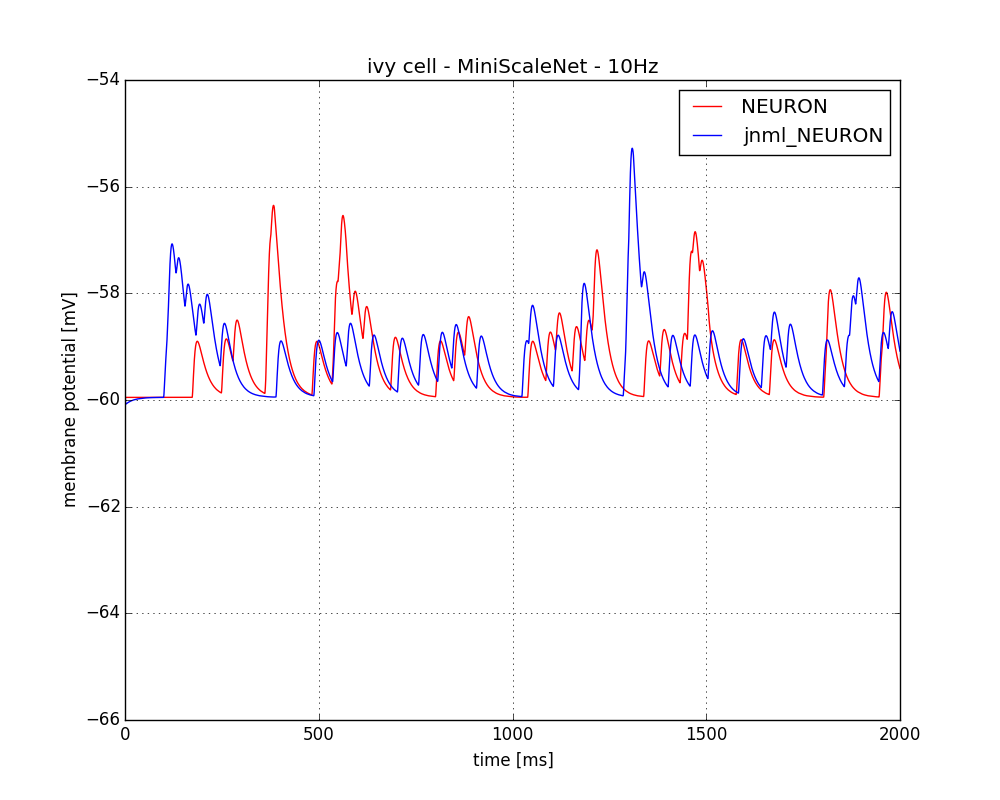 ivy cell - MiniScaleNet - 10Hz
NEURON
jnml_NEURON
membrane potential [mV]
−54
−56
−58
−60
−62
−64
−66
0 500 1000 1500 2000
time [ms]